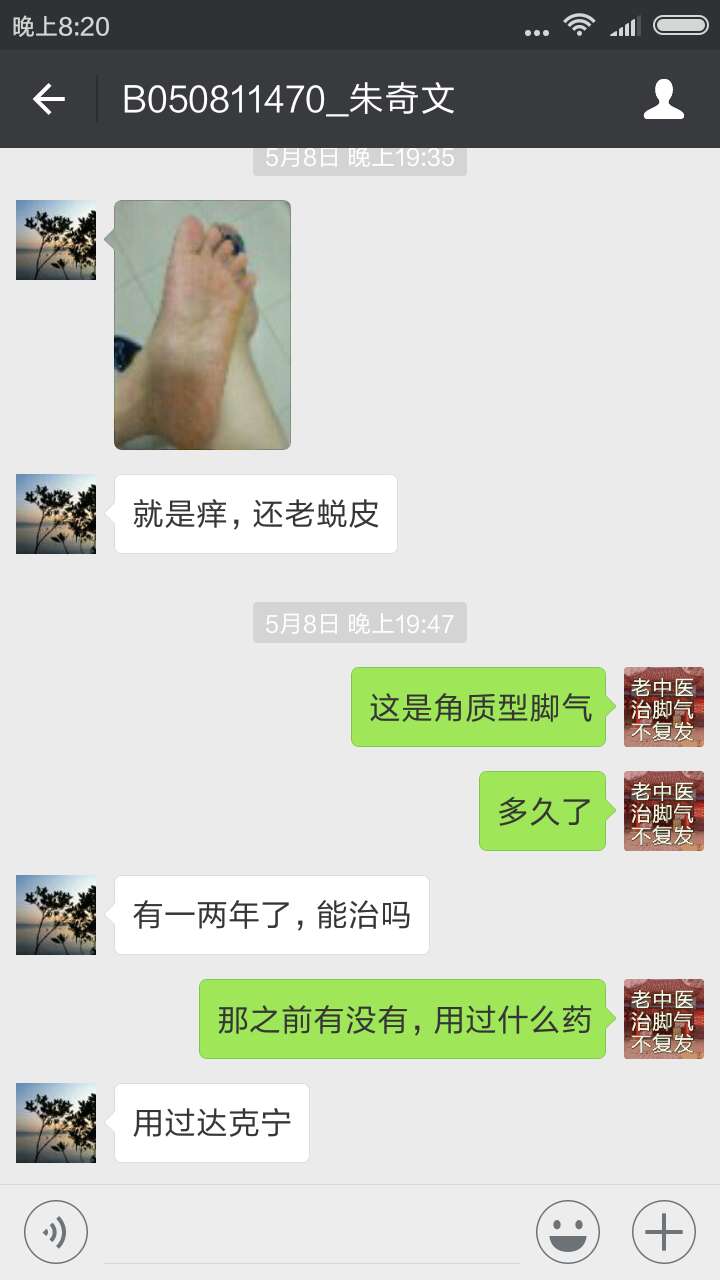 晚上8:20
B050811470_朱奇文
5月8日 晚上19:35
就是痒，还老蜕皮
5月8日 晚上19:47
这是角质型脚气
老中医
治脚气
不复发
多久了
老中医
治脚气
不复发
有一两年了，能治吗
那之前有没有，用过什么药
老中医
治脚气
不复发
用过达克宁